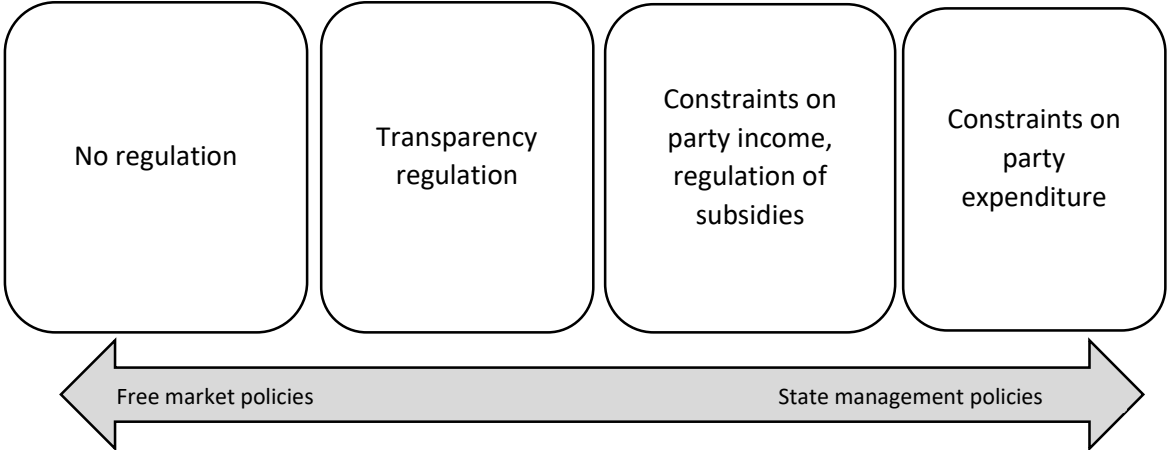 No regulation
Transparency
regulation
Constraints on
party income,
regulation of
subsidies
Constraints on
party
expenditure
Free market policies
State management policies